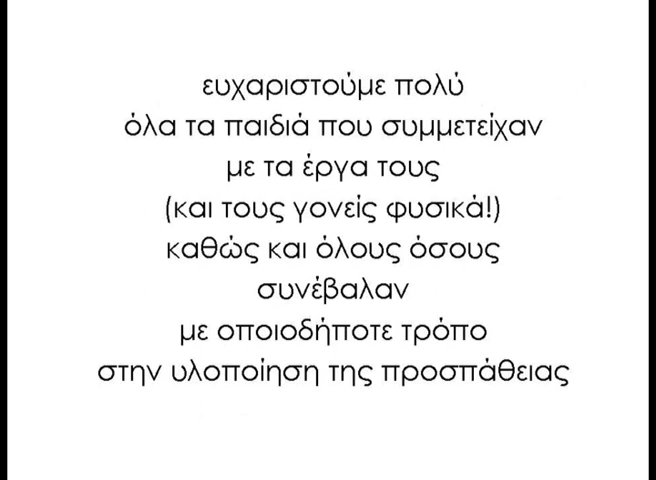 ευχαριστούμε πολύ
όλα τα παιδιά που συμμετείχαν
με τα έργα τους
(και τους γονείς φυσικά!)
καθώς και όλους όσους
συνέβαλαν
με οποιοδήποτε τρόπο
στην υλοποίηση της προσπάθειας